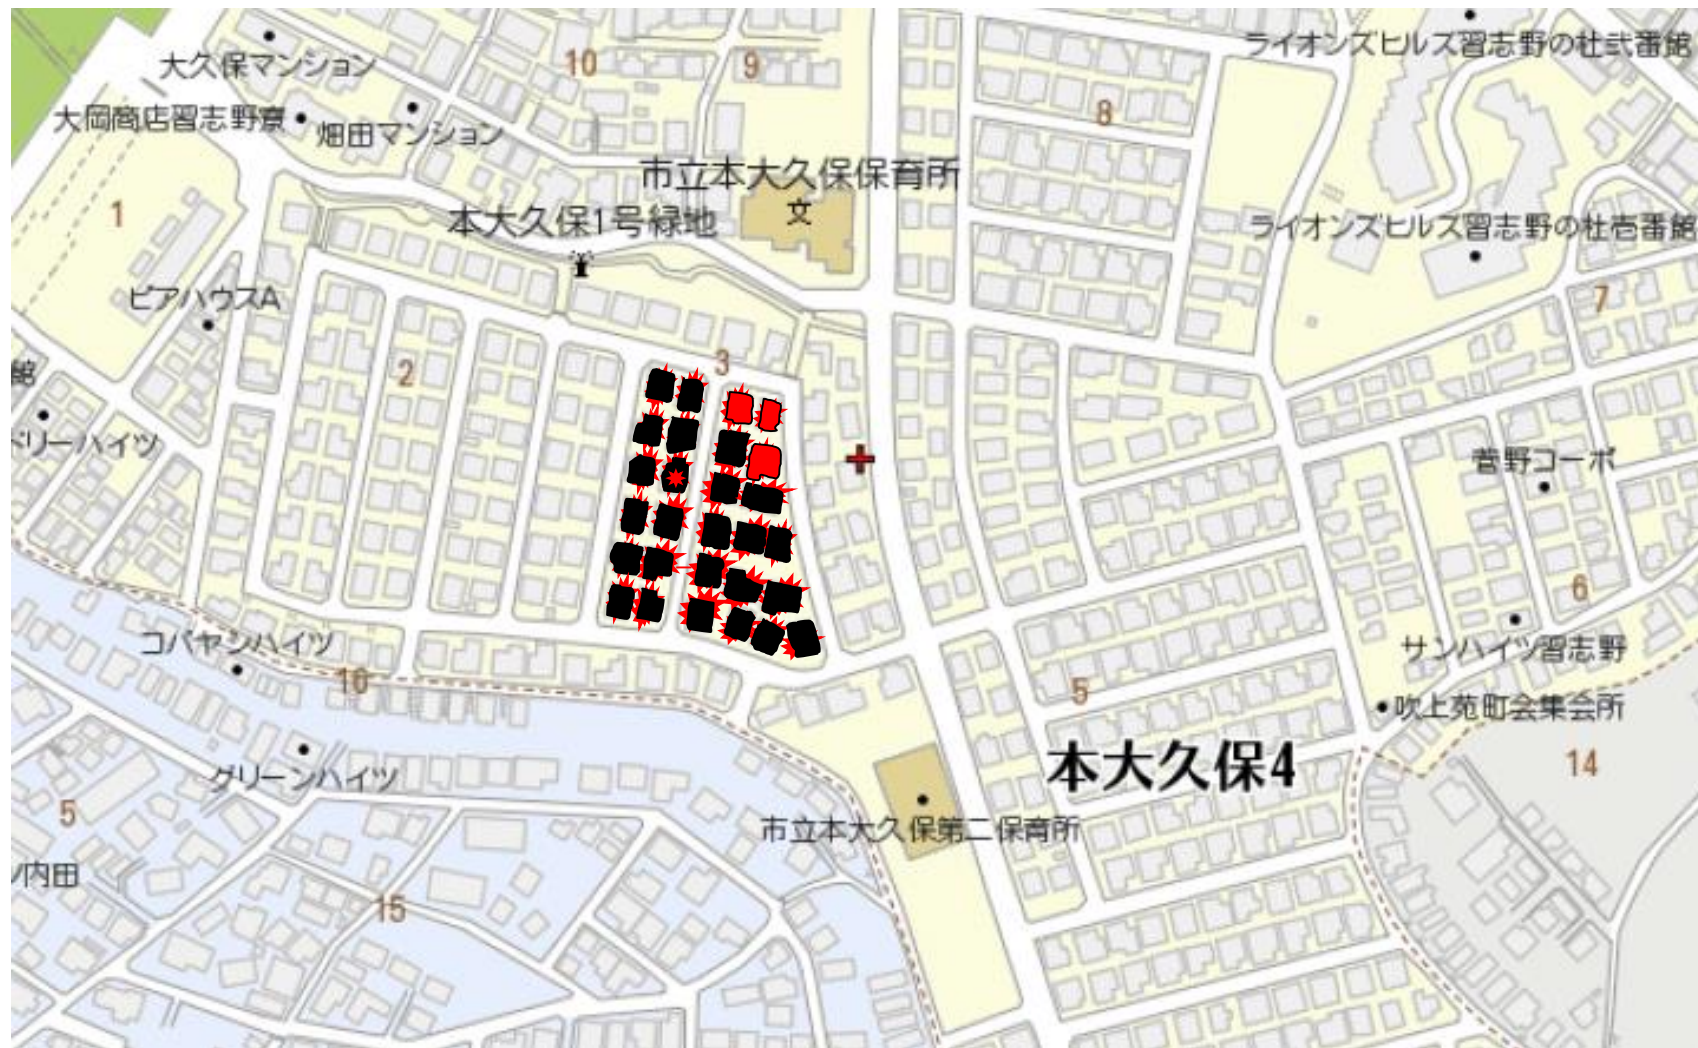 ライオンズヒルズ習志野の杜弐番館
大久保マンション
10
9
大岡商店習志野寮
畑田マンション
8
市立本大久保保育所
文
1
本大久保1号緑地
ライオンズヒルズ習志野の杜壱番館
ピアハウスA
7
館
2
3
ドリーハイツ
菅野コーポ
6
コバヤシハイツ
サンハイツ習志野
16
5
吹上苑町会集会所
本大久保4
14
グリーンハイツ
5
市立本大久保第二保育所
内田
15